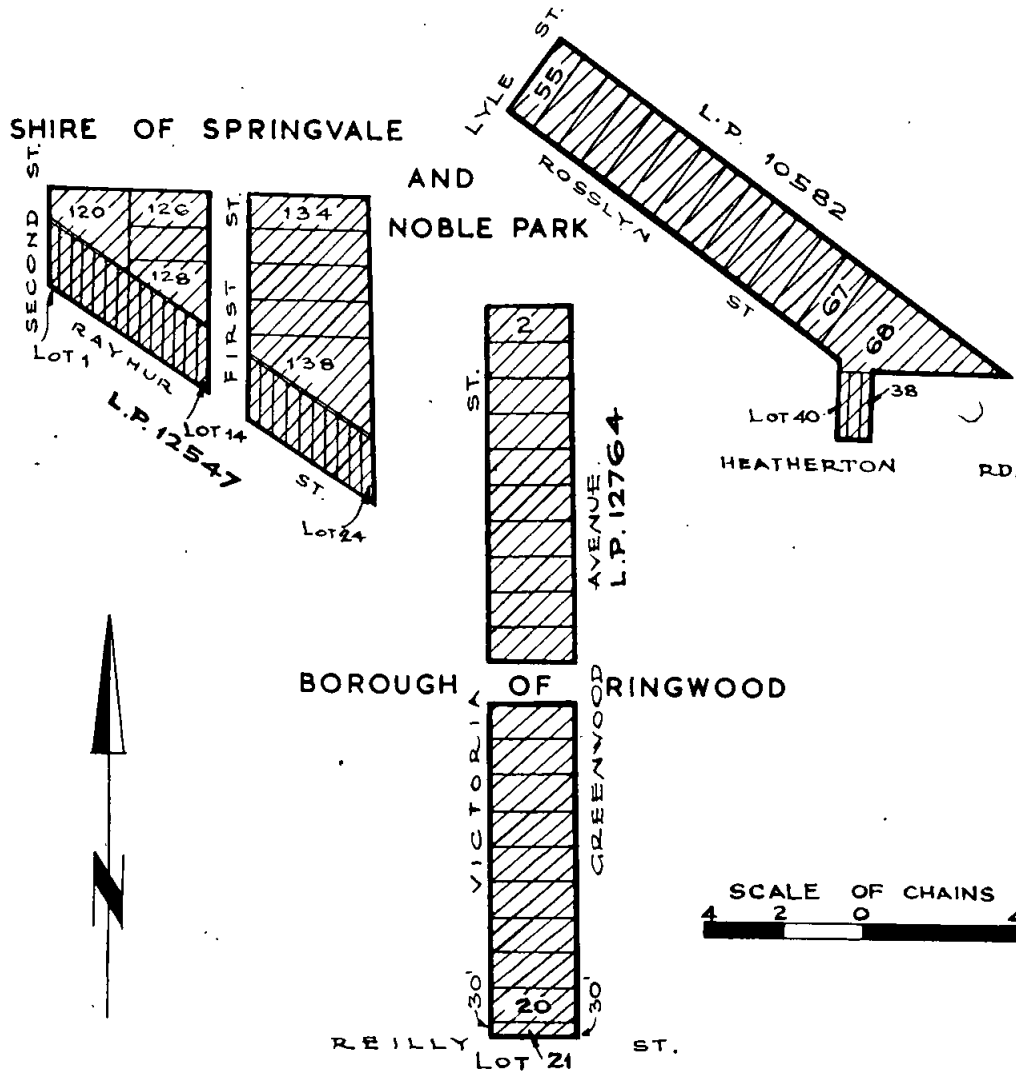 SHIRE OF SPRINGVALE
AND
NOBLE PARK
LYLE ST.
55
L.P. 10582
ROSSLYN ST
67
68
LOT 40
38
HEATHERTON RD.
SECOND ST.
120
126
128
LOT 1
RAYMUR ST.
L.P. 12547
LOT 14
FIRST ST.
134
138
LOT 24
2
VICTORIA ST.
GREENWOOD AVENUE.
L.P. 12764
BOROUGH OF RINGWOOD
N
SCALE OF CHAINS
4 2 0 4
30'
20
30'
REILLY ST.
LOT 21